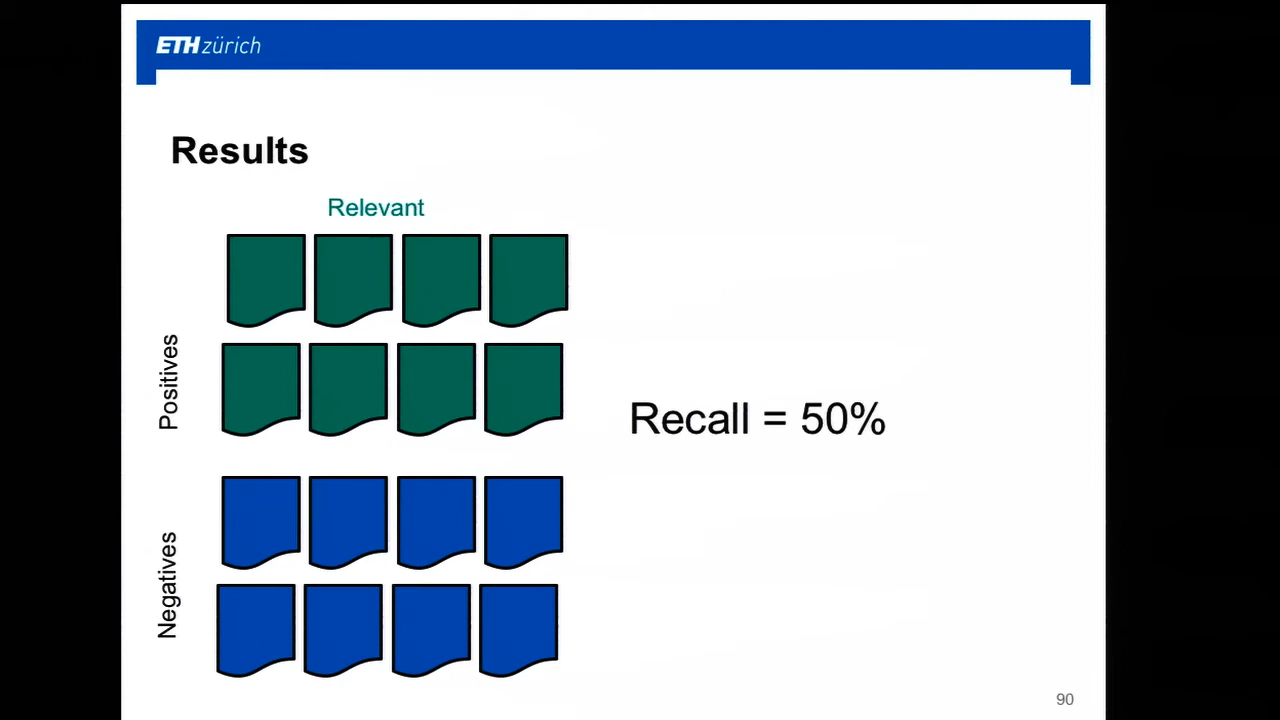 ETH zürich
Results
Relevant
Positives
Recall = 50%
Negatives
90